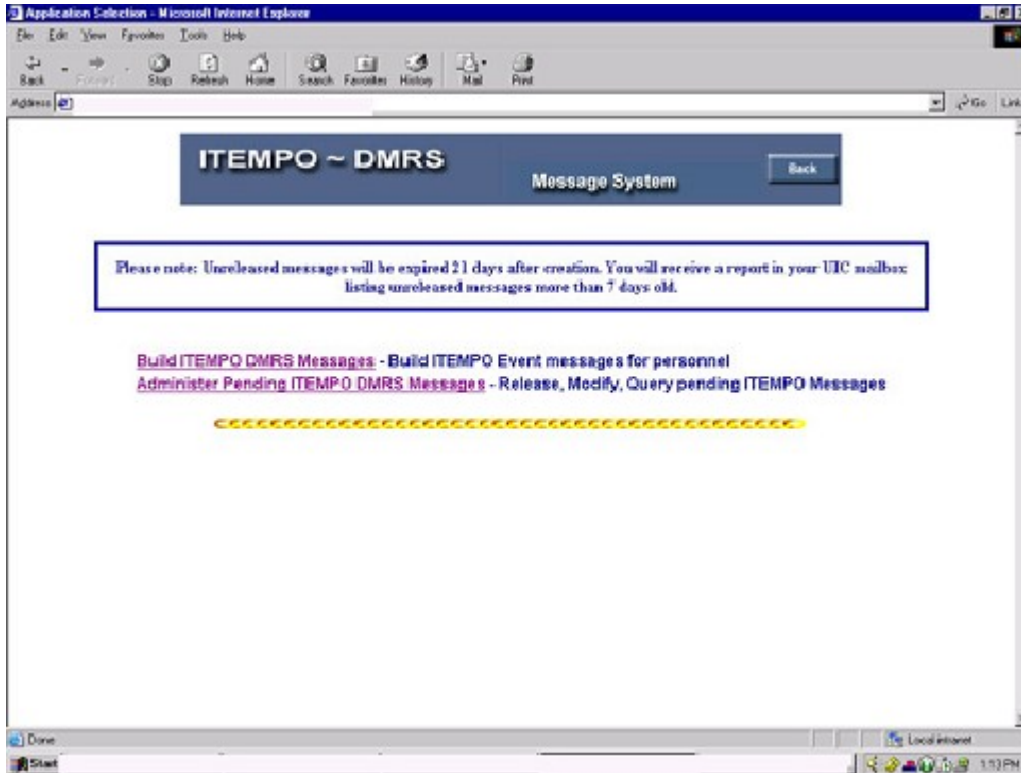 Application Selection - Microsoft Internet Explorer
File Edit View Favorites Tools Help
Back Forward Stop Refresh Home Search Favorites History Mail Print
Address Go Link
ITEMPO ~ DMRS
Message System
Back
Please note: Unreleased messages will be expired 21 days after creation. You will receive a report in your UIC mailbox
listing unreleased messages more than 7 days old.
Build ITEMPO DMRS Messages - Build ITEMPO Event messages for personnel
Administer Pending ITEMPO DMRS Messages - Release, Modify, Query pending ITEMPO Messages
Done Local intranet
Start 1:13 PM